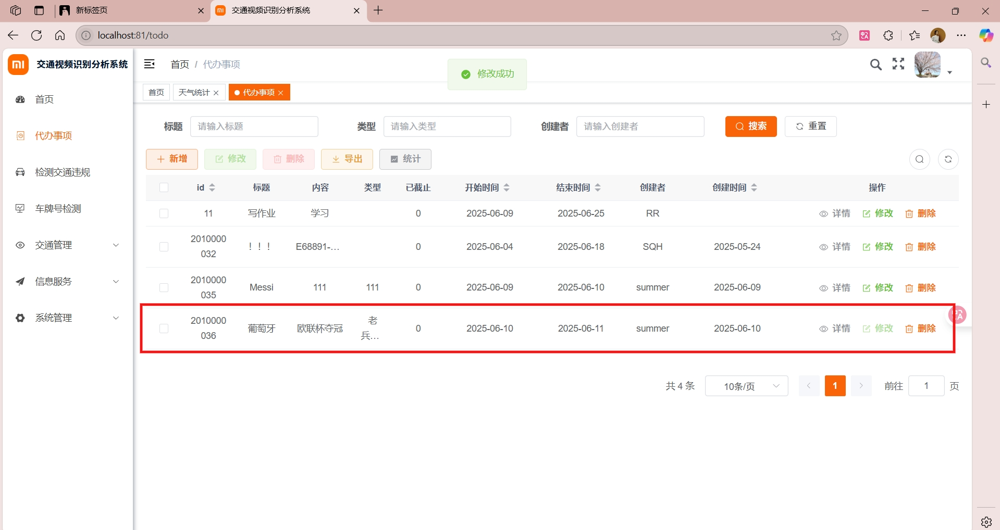 新标签页
交通视频识别分析系统
localhost:81/todo
mi 交通视频识别分析系统
首页 / 代办事项
修改成功
首页 天气统计 代办事项
首页
代办事项
检测交通违规
车牌号检测
交通管理
信息服务
系统管理
标题 请输入标题 类型 请输入类型 创建者 请输入创建者 搜索 重置
新增 修改 删除 导出 统计
id 标题 内容 类型 已截止 开始时间 结束时间 创建者 创建时间 操作
11 写作业 学习 0 2025-06-09 2025-06-25 RR 详情 修改 删除
2010000
032
！！！ E68891-... 0 2025-06-04 2025-06-18 SQH 2025-05-24 详情 修改 删除
2010000
035
Messi 111 111 0 2025-06-09 2025-06-10 summer 2025-06-09 详情 修改 删除
2010000
036
葡萄牙 欧联杯夺冠
老
兵...
0 2025-06-10 2025-06-11 summer 2025-06-10 详情 修改 删除
共 4 条 10条/页 1 前往 1 页